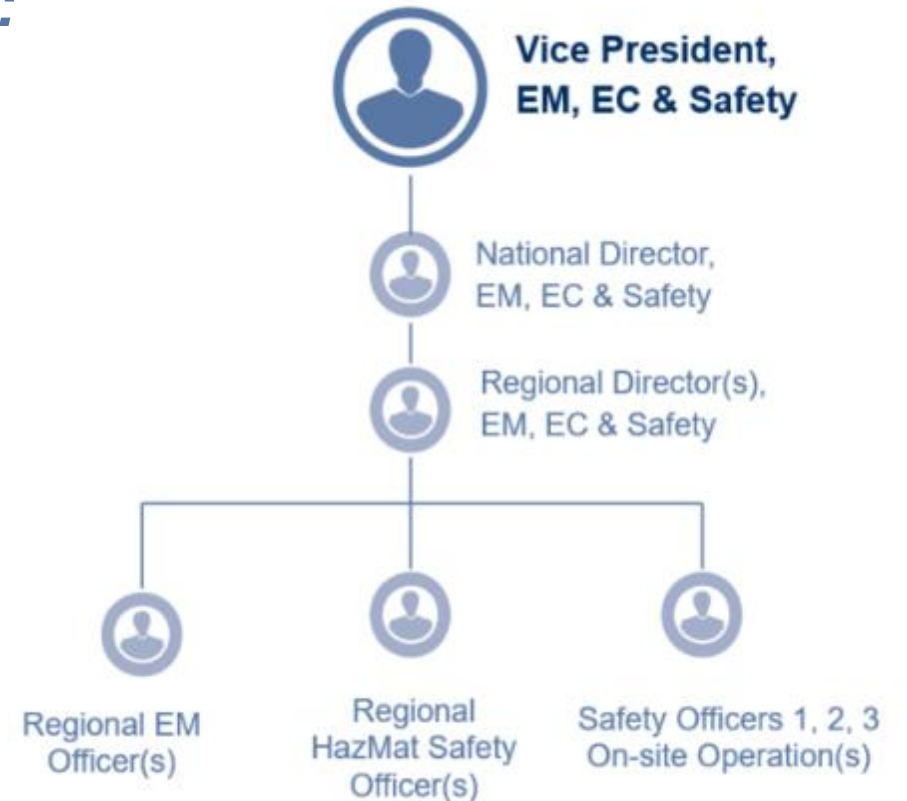 Vice President,
EM, EC & Safety
National Director,
EM, EC & Safety
Regional Director(s),
EM, EC & Safety
Regional EM
Officer(s)
Regional
HazMat Safety
Officer(s)
Safety Officers 1, 2, 3
On-site Operation(s)